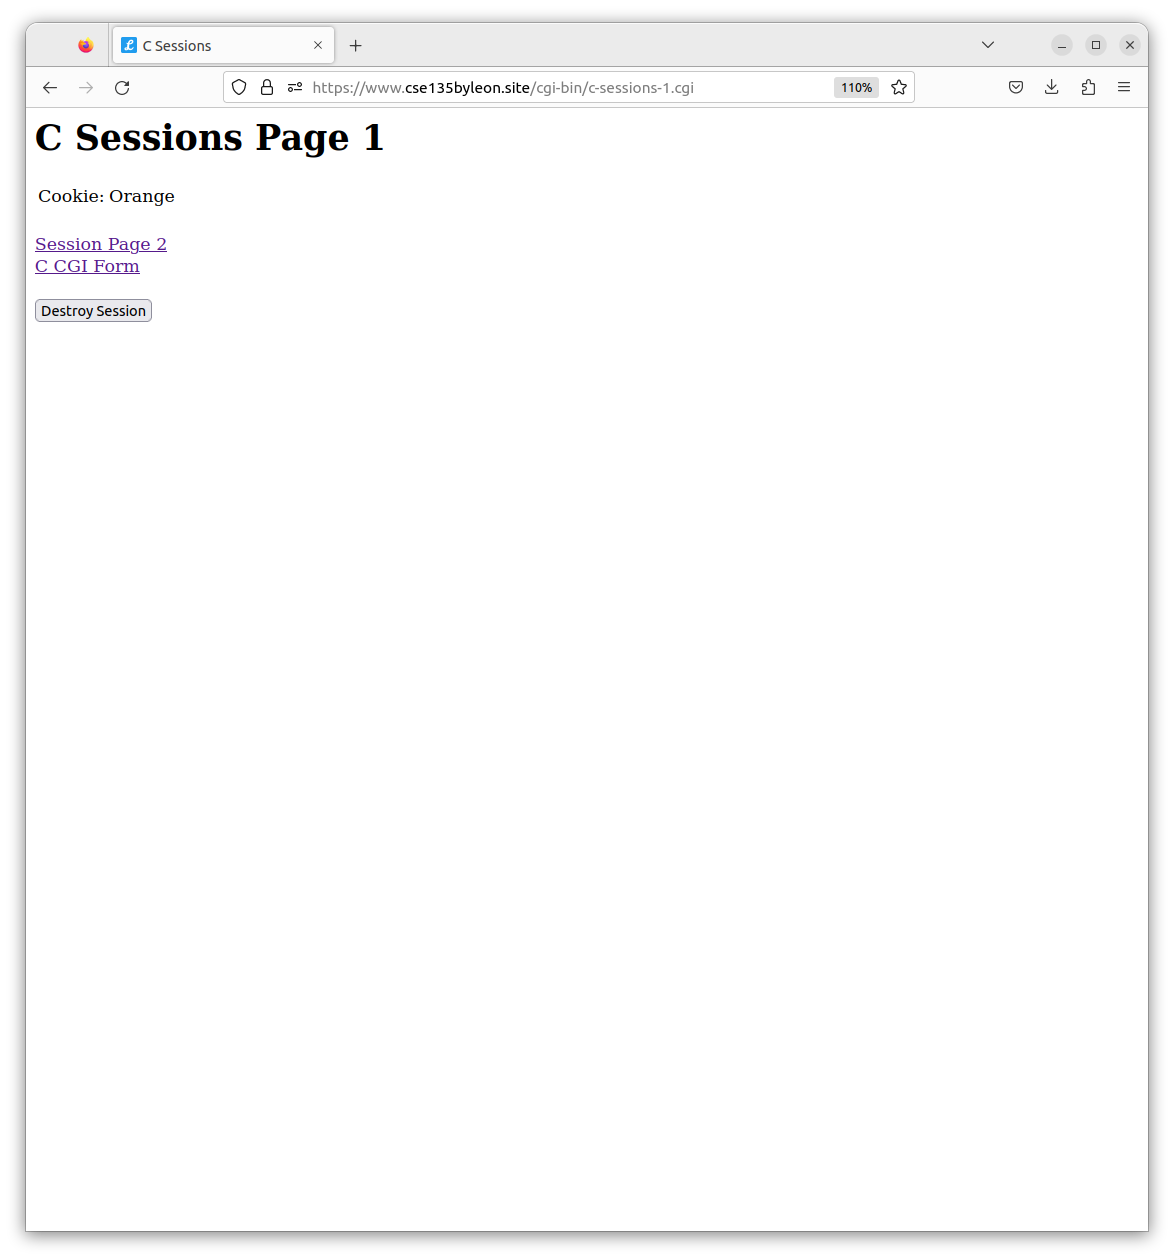 C Sessions
https://www.cse135byleon.site/cgi-bin/c-sessions-1.cgi
110%
C Sessions Page 1
Cookie: Orange
Session Page 2
C CGI Form
Destroy Session